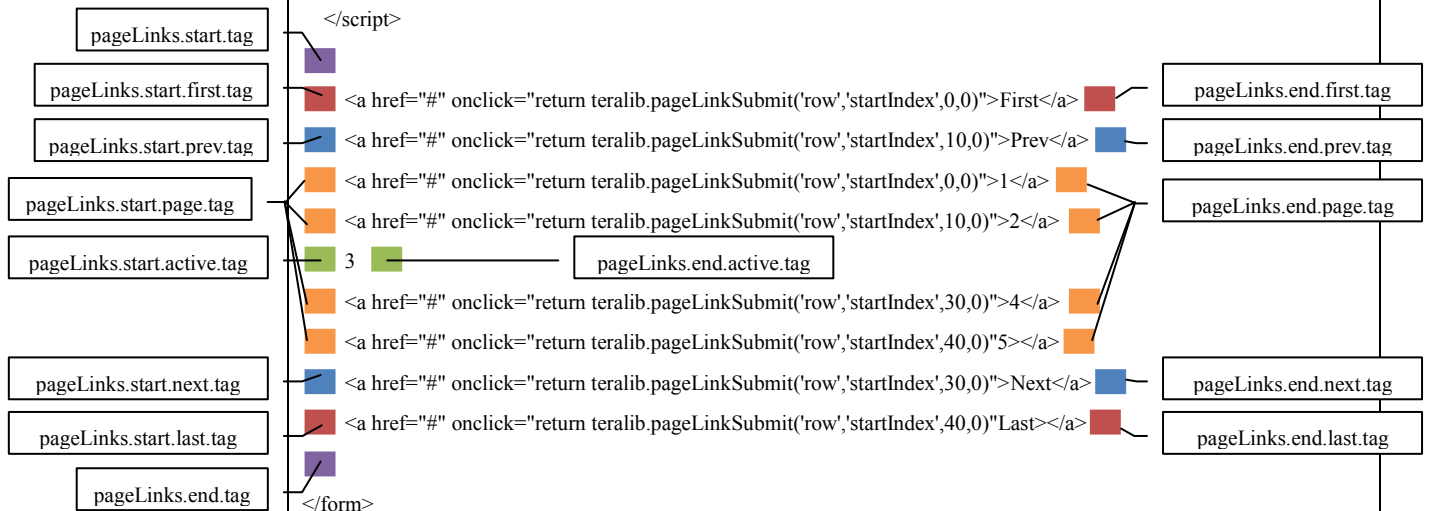 </script>
pageLinks.start.tag
pageLinks.start.first.tag
<a href="#" onclick="return teralib.pageLinkSubmit('row','startIndex',0,0)">First</a>
pageLinks.end.first.tag
pageLinks.start.prev.tag
<a href="#" onclick="return teralib.pageLinkSubmit('row','startIndex',10,0)">Prev</a>
pageLinks.end.prev.tag
<a href="#" onclick="return teralib.pageLinkSubmit('row','startIndex',0,0)">1</a>
pageLinks.start.page.tag
pageLinks.end.page.tag
<a href="#" onclick="return teralib.pageLinkSubmit('row','startIndex',10,0)">2</a>
pageLinks.start.active.tag
3
pageLinks.end.active.tag
<a href="#" onclick="return teralib.pageLinkSubmit('row','startIndex',30,0)">4</a>
<a href="#" onclick="return teralib.pageLinkSubmit('row','startIndex',40,0)"5></a>
pageLinks.start.next.tag
<a href="#" onclick="return teralib.pageLinkSubmit('row','startIndex',30,0)">Next</a>
pageLinks.end.next.tag
pageLinks.start.last.tag
<a href="#" onclick="return teralib.pageLinkSubmit('row','startIndex',40,0)"Last></a>
pageLinks.end.last.tag
pageLinks.end.tag
</form>